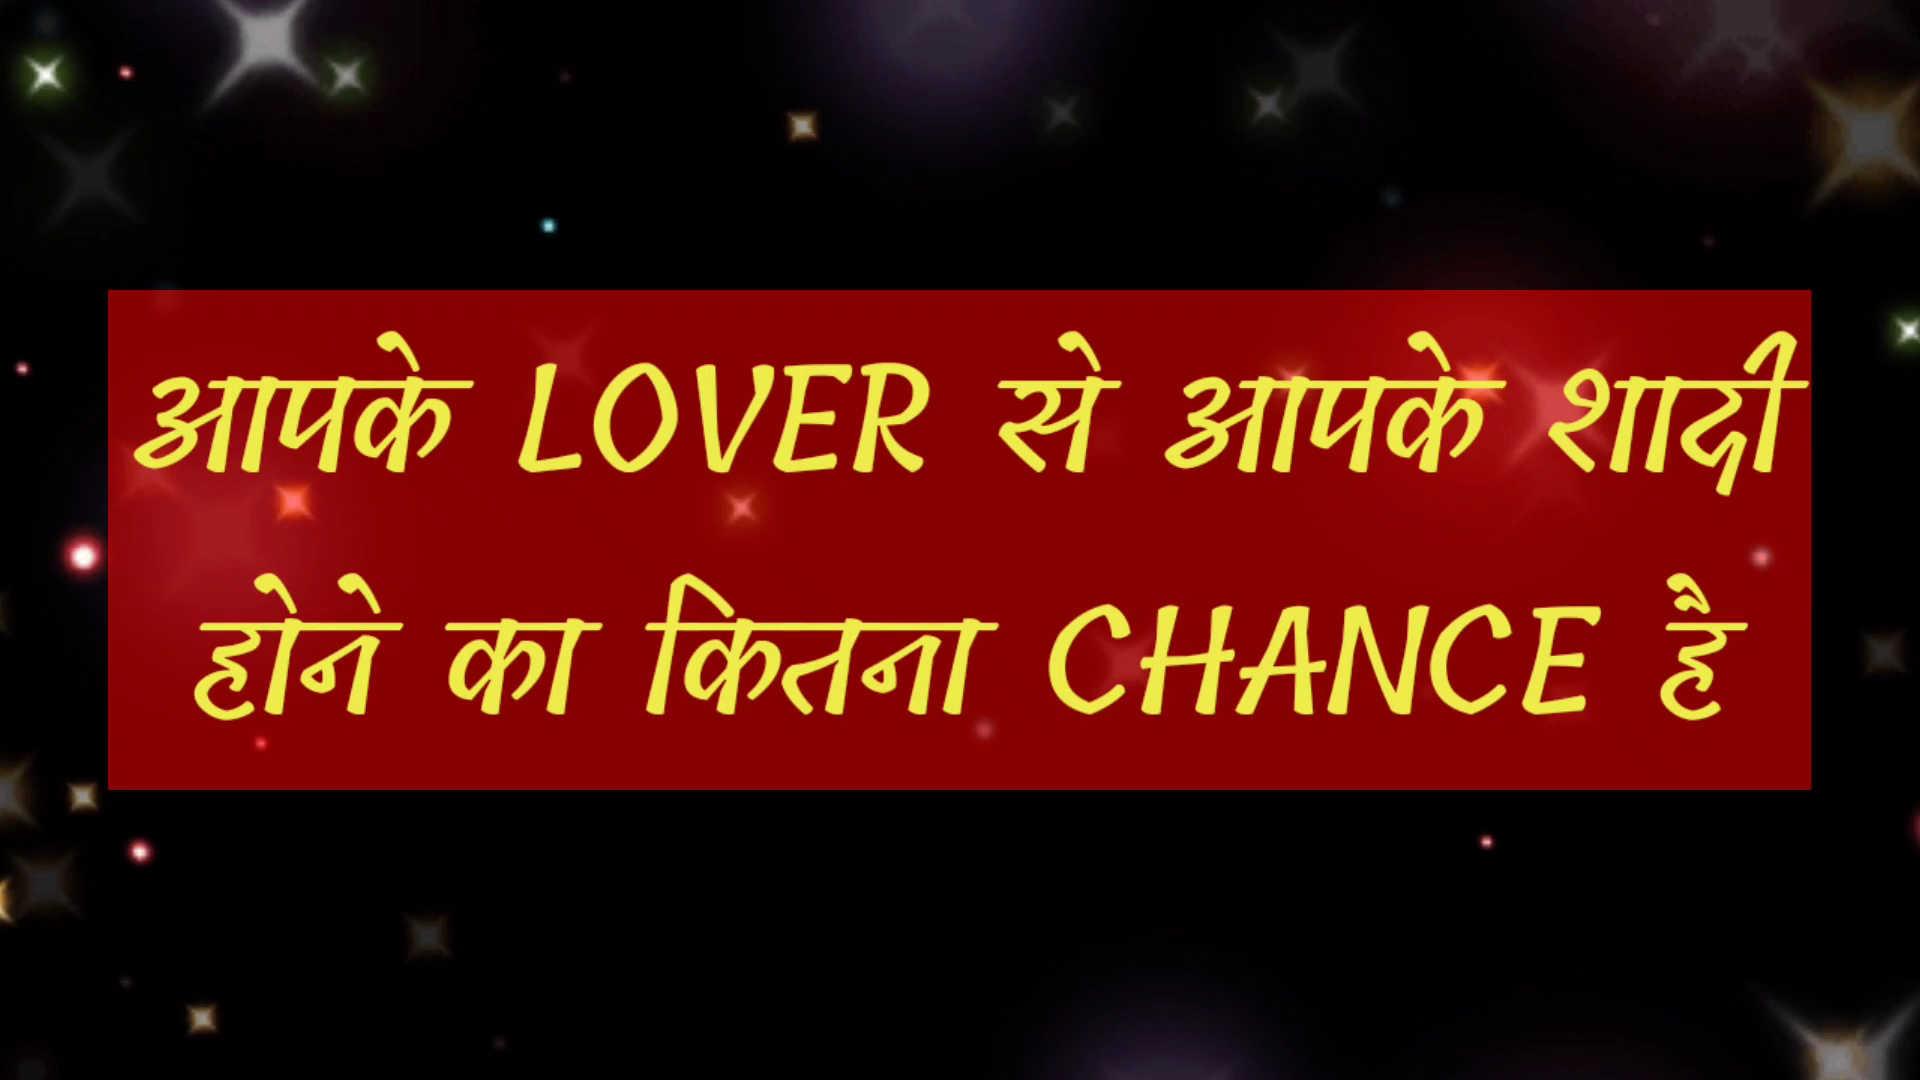 आपके LOVER से आपके शादी
होने का कितना CHANCE है